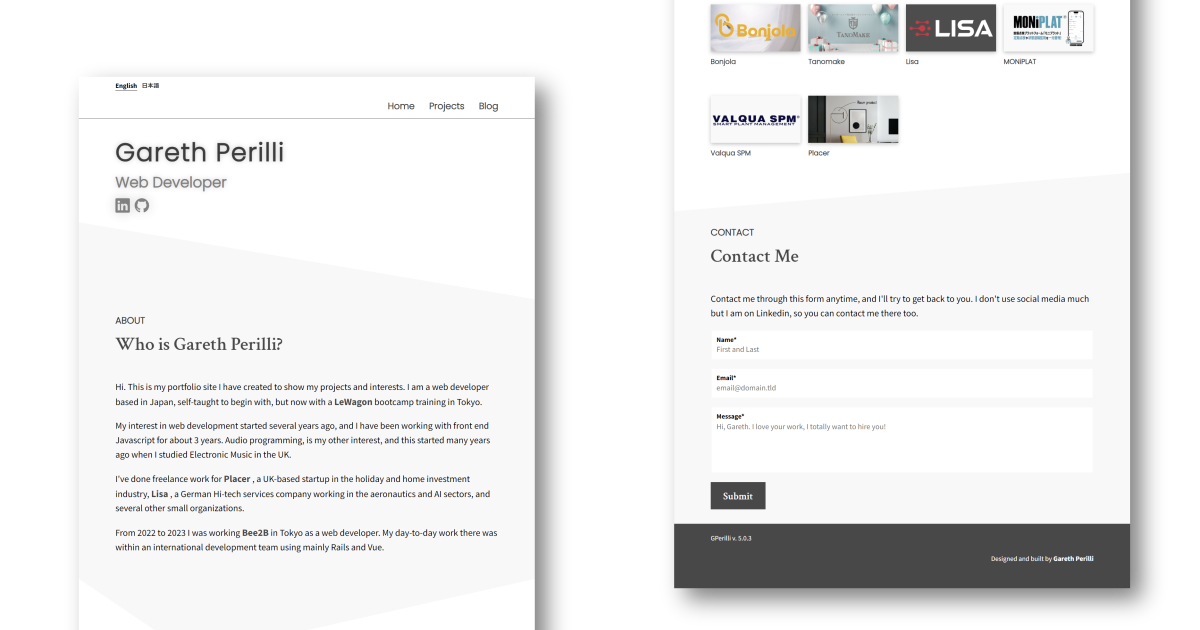 English 日本語
Home Projects Blog
Gareth Perilli
Web Developer
in
ABOUT
Who is Gareth Perilli?
Hi. This is my portfolio site I have created to show my projects and interests. I am a web developer
based in Japan, self-taught to begin with, but now with a LeWagon bootcamp training in Tokyo.
My interest in web development started several years ago, and I have been working with front end
Javascript for about 3 years. Audio programming, is my other interest, and this started many years
ago when I studied Electronic Music in the UK.
I've done freelance work for Placer , a UK-based startup in the holiday and home investment
industry, Lisa , a German Hi-tech services company working in the aeronautics and AI sectors, and
several other small organizations.
From 2022 to 2023 I was working Bee2B in Tokyo as a web developer. My day-to-day work there was
within an international development team using mainly Rails and Vue.
Bonjola
TANOMAKE
LISA
MONiPLAT
Bonjola
Tanomake
Lisa
MONiPLAT
VALQUA SPM
SMART PLANT MANAGEMENT
Valqua SPM
Placer
CONTACT
Contact Me
Contact me through this form anytime, and I'll try to get back to you. I don't use social media much
but I am on Linkedin, so you can contact me there too.
Name*
First and Last
Email*
email@domain.tld
Message*
Hi, Gareth. I love your work, I totally want to hire you!
Submit
GPerilli v. 5.0.3
Designed and built by Gareth Perilli